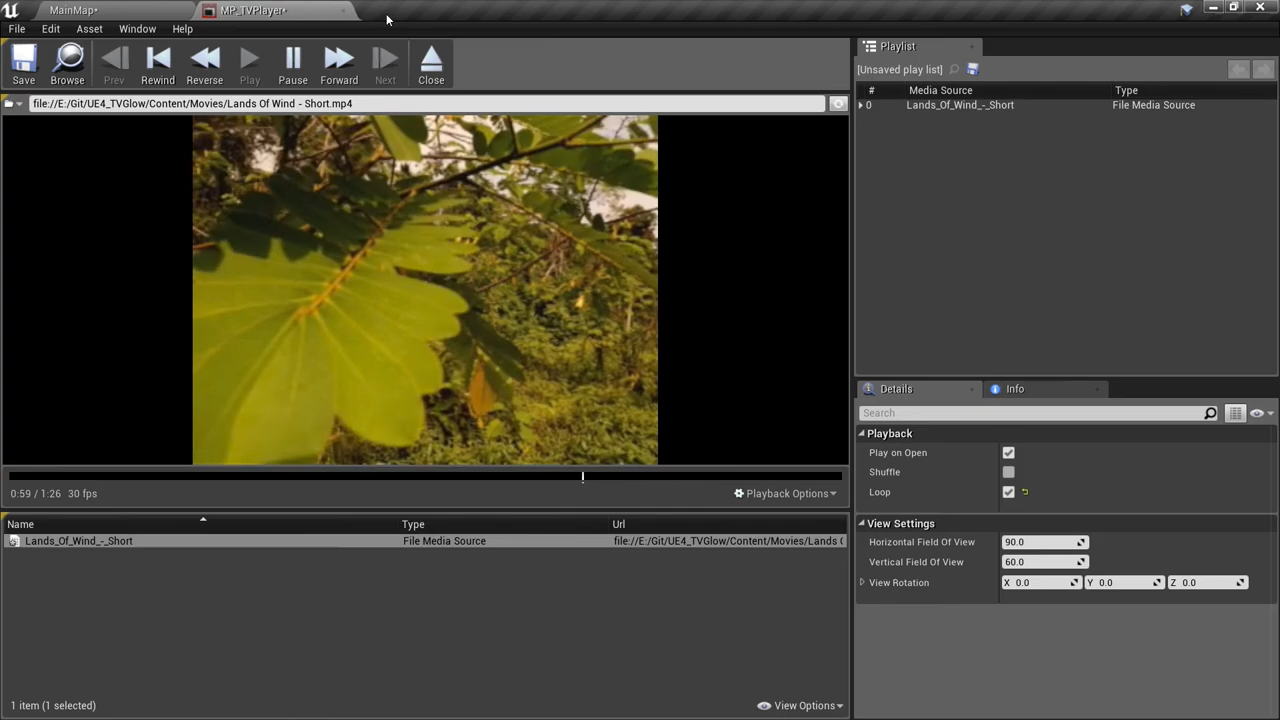 MainMap*
MP_TVPlayer*
File Edit Asset Window Help
Save Browse Prev Rewind Reverse Play Pause Forward Next Close
file://E:/Git/UE4_TVGlow/Content/Movies/Lands Of Wind - Short.mp4
0:59 / 1:26 30 fps
Playback Options
Name Type Url
Lands_Of_Wind_-_Short File Media Source file://E:/Git/UE4_TVGlow/Content/Movies/Lands (
1 item (1 selected)
View Options
Playlist
[Unsaved play list]
# Media Source Type
0 Lands_Of_Wind_-_Short File Media Source
Details Info
Search
Playback
Play on Open
Shuffle
Loop
View Settings
Horizontal Field Of View 90.0
Vertical Field Of View 60.0
View Rotation X 0.0 Y 0.0 Z 0.0